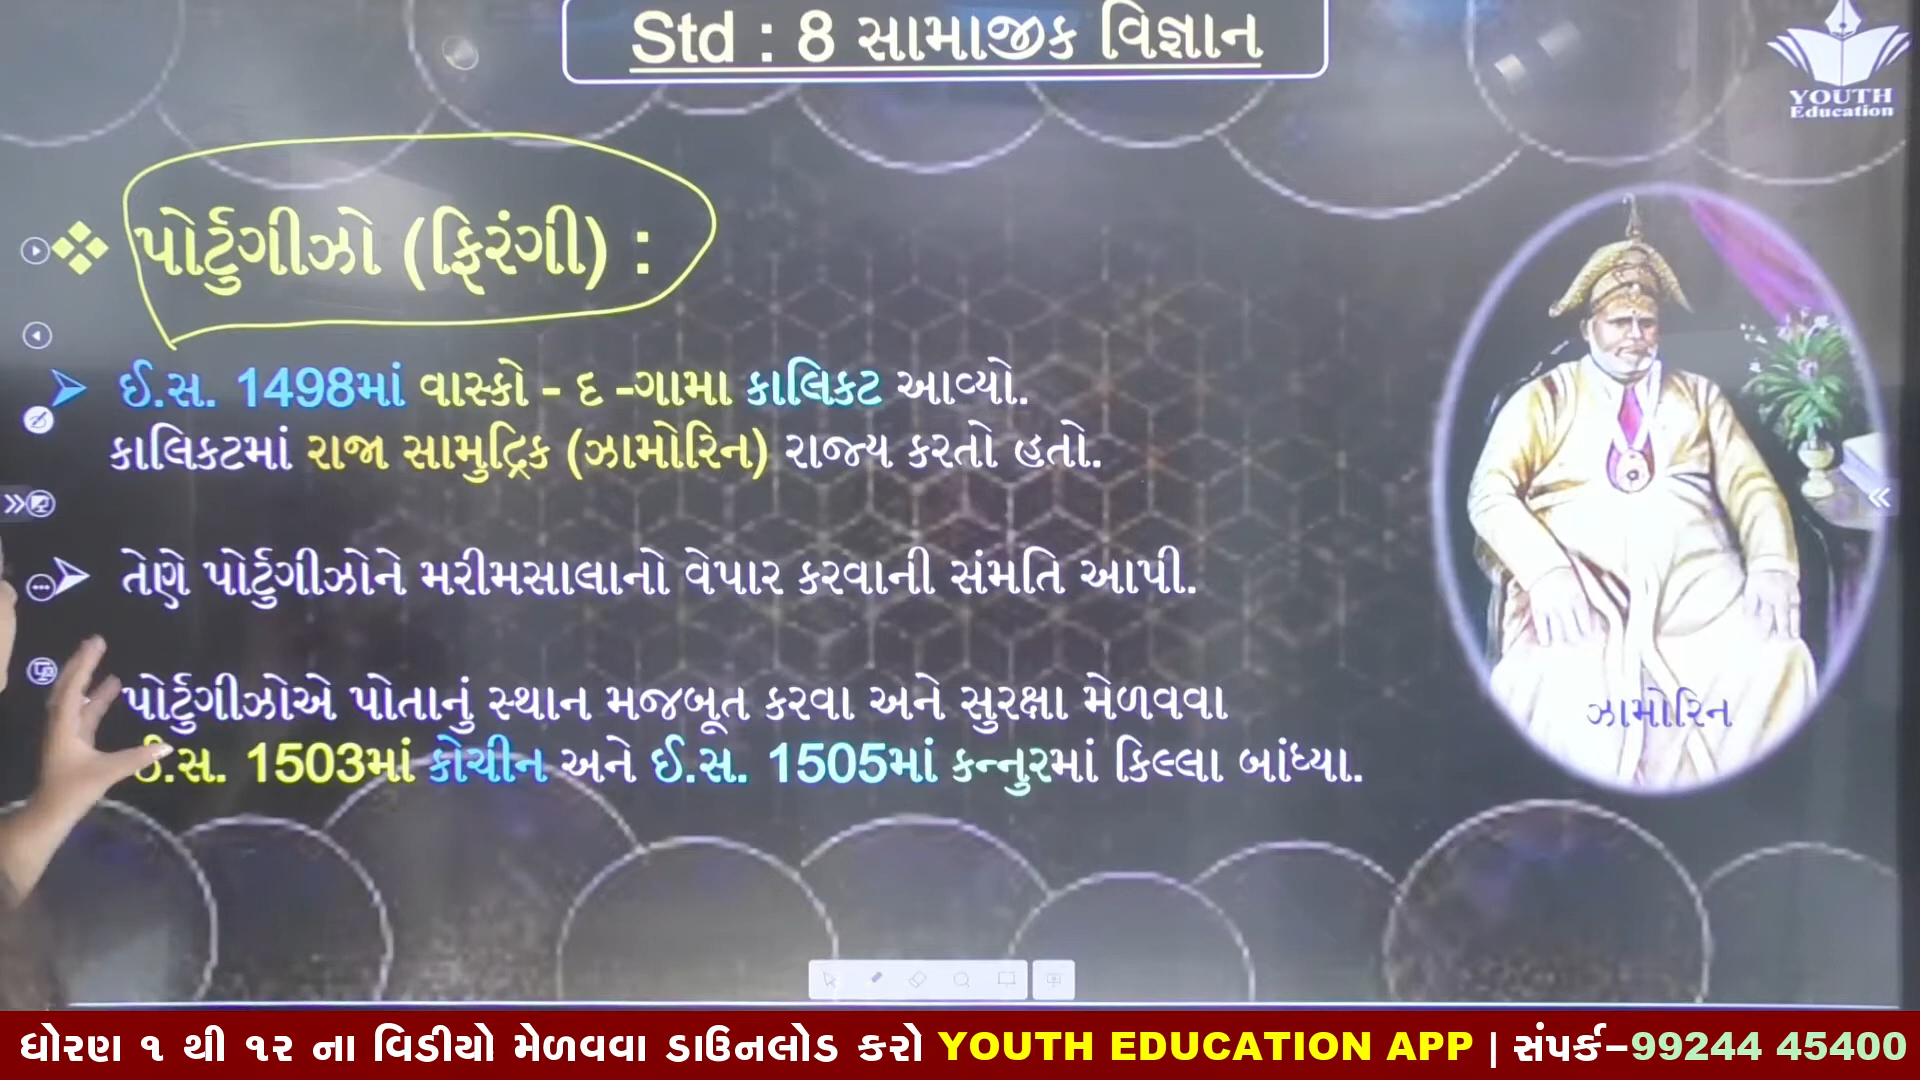 Std : 8 સામાજીક વિજ્ઞાન
YOUTH
Education
પોર્ટુગીઝો (ફિરંગી) :
ઈ.સ. 1498માં વાસ્કો - દ -ગામા કાલિકટ આવ્યો.
કાલિકટમાં રાજા સામુદ્રિક (ઝામોરિન) રાજ્ય કરતો હતો.
તેણે પોર્ટુગીઝોને મરીમસાલાનો વેપાર કરવાની સંમતિ આપી.
પોર્ટુગીઝોએ પોતાનું સ્થાન મજબૂત કરવા અને સુરક્ષા મેળવવા
ઈ.સ. 1503માં કોચીન અને ઈ.સ. 1505માં કન્નુરમાં કિલ્લા બાંધ્યા.
ઝામોરિન
ધોરણ ૧ થી ૧૨ ના વિડીયો મેળવવા ડાઉનલોડ કરો YOUTH EDUCATION APP | સંપર્ક-99244 45400